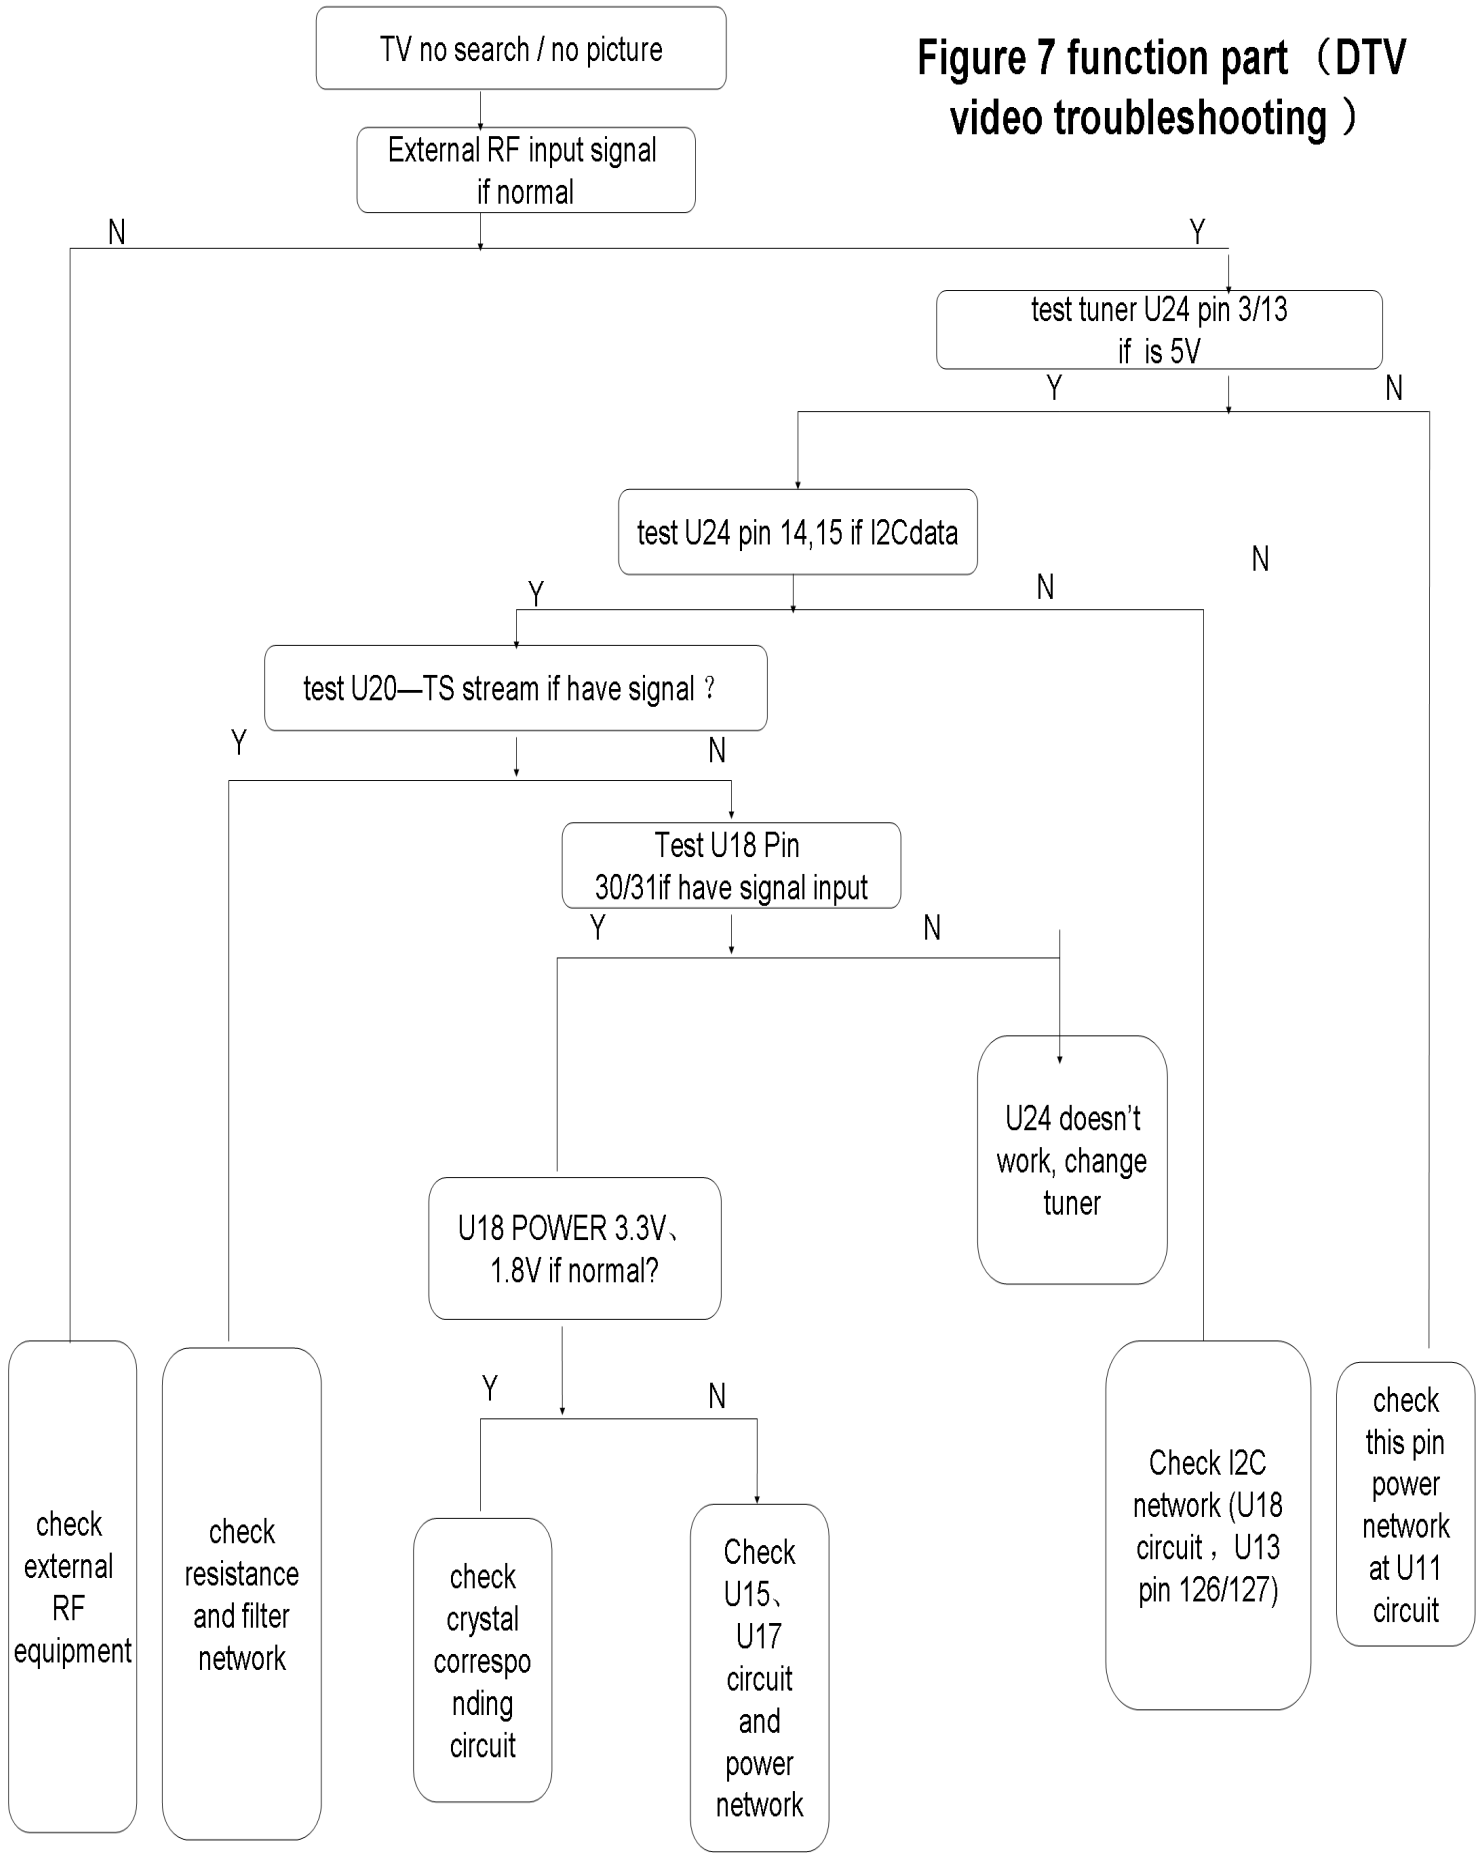 TV no search / no picture
Figure 7 function part （DTV
video troubleshooting ）
External RF input signal
if normal
N
Y
test tuner U24 pin 3/13
if  is 5V
Y
N
test U24 pin 14,15 if I2Cdata
N
Y
N
test U20—TS stream if have signal ？
Y
N
Test U18 Pin
30/31if have signal input
Y
N
U24 doesn’t
work, change
tuner
U18 POWER 3.3V、
1.8V if normal?
Y
N
check
external
RF
equipment
check
resistance
and filter
network
check
crystal
correspo
nding
circuit
Check
U15、
U17
circuit
and
power
network
Check I2C
network (U18
circuit， U13
pin 126/127)
check
this pin
power
network
at U11
circuit